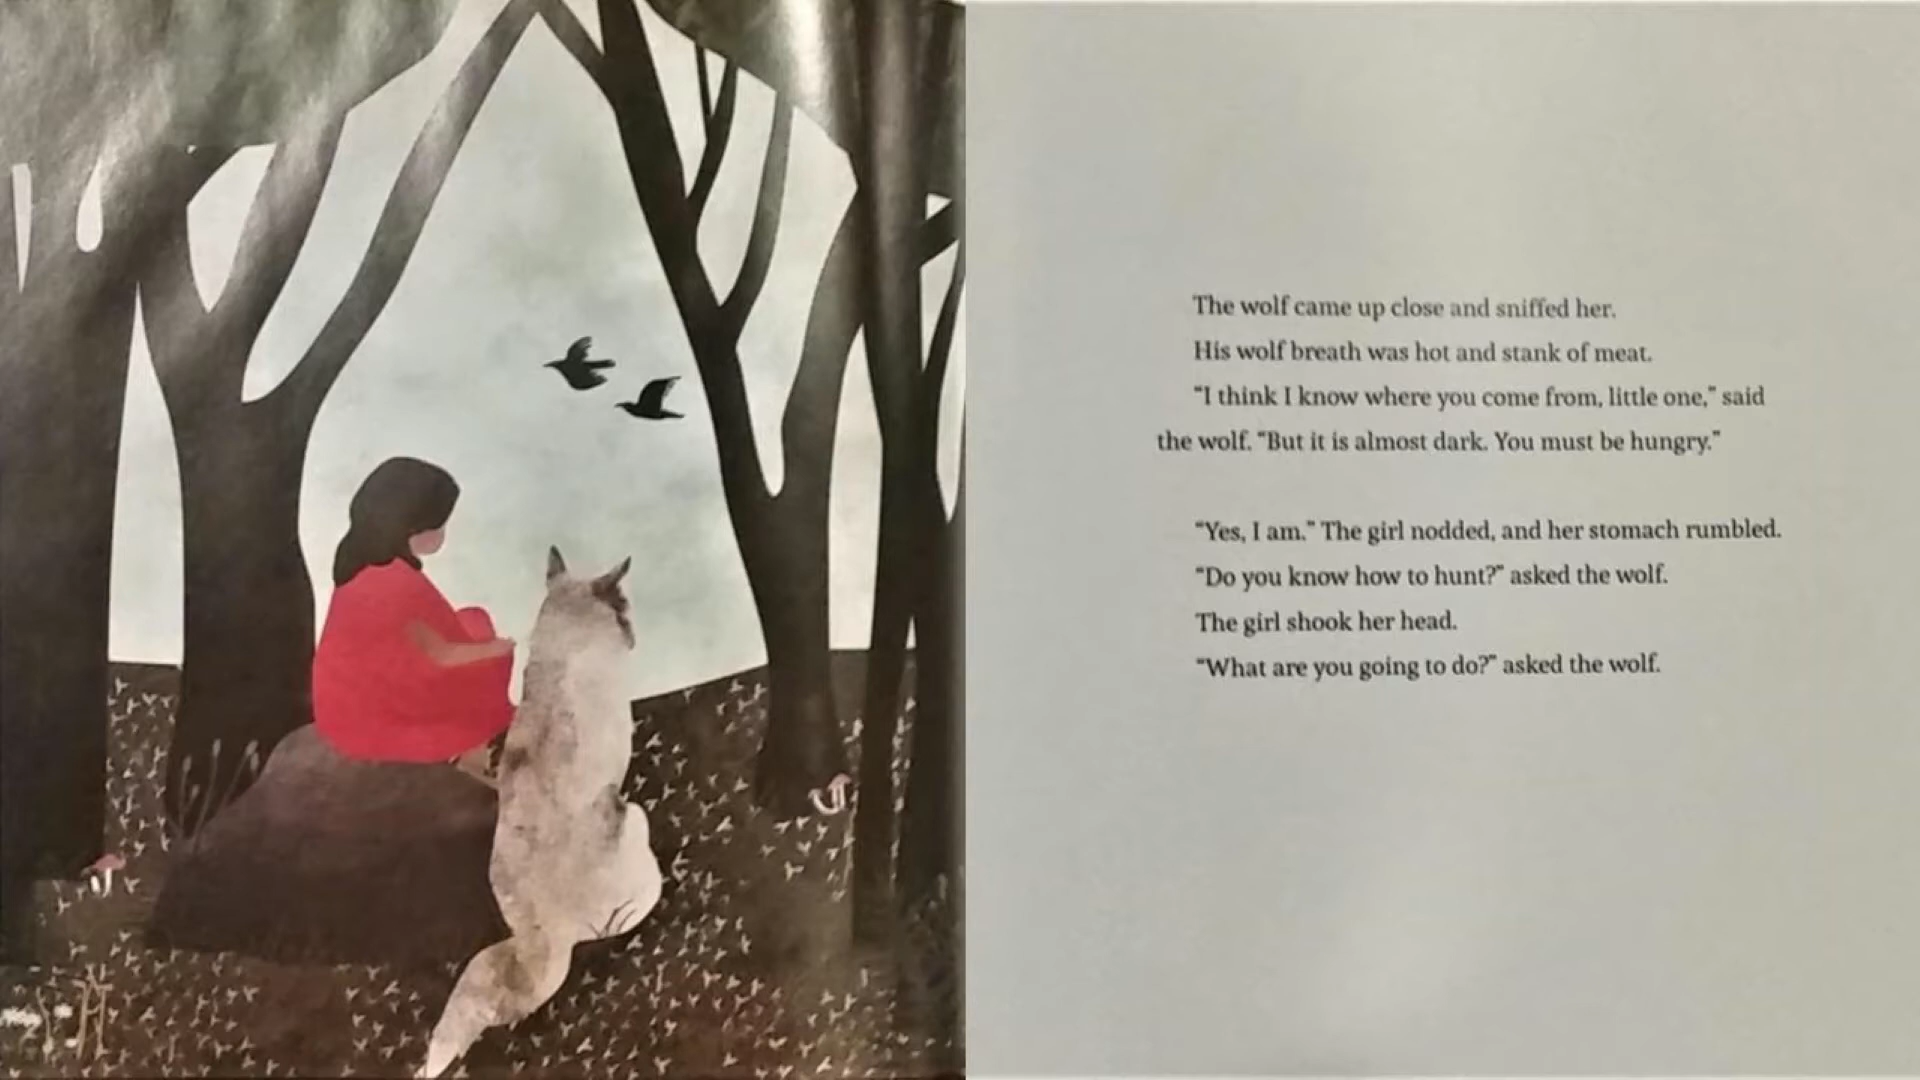 The wolf came up close and sniffed her.
His wolf breath was hot and stank of meat.
“I think I know where you come from, little one,” said
the wolf. “But it is almost dark. You must be hungry.”
“Yes, I am.” The girl nodded, and her stomach rumbled.
“Do you know how to hunt?” asked the wolf.
The girl shook her head.
“What are you going to do?” asked the wolf.